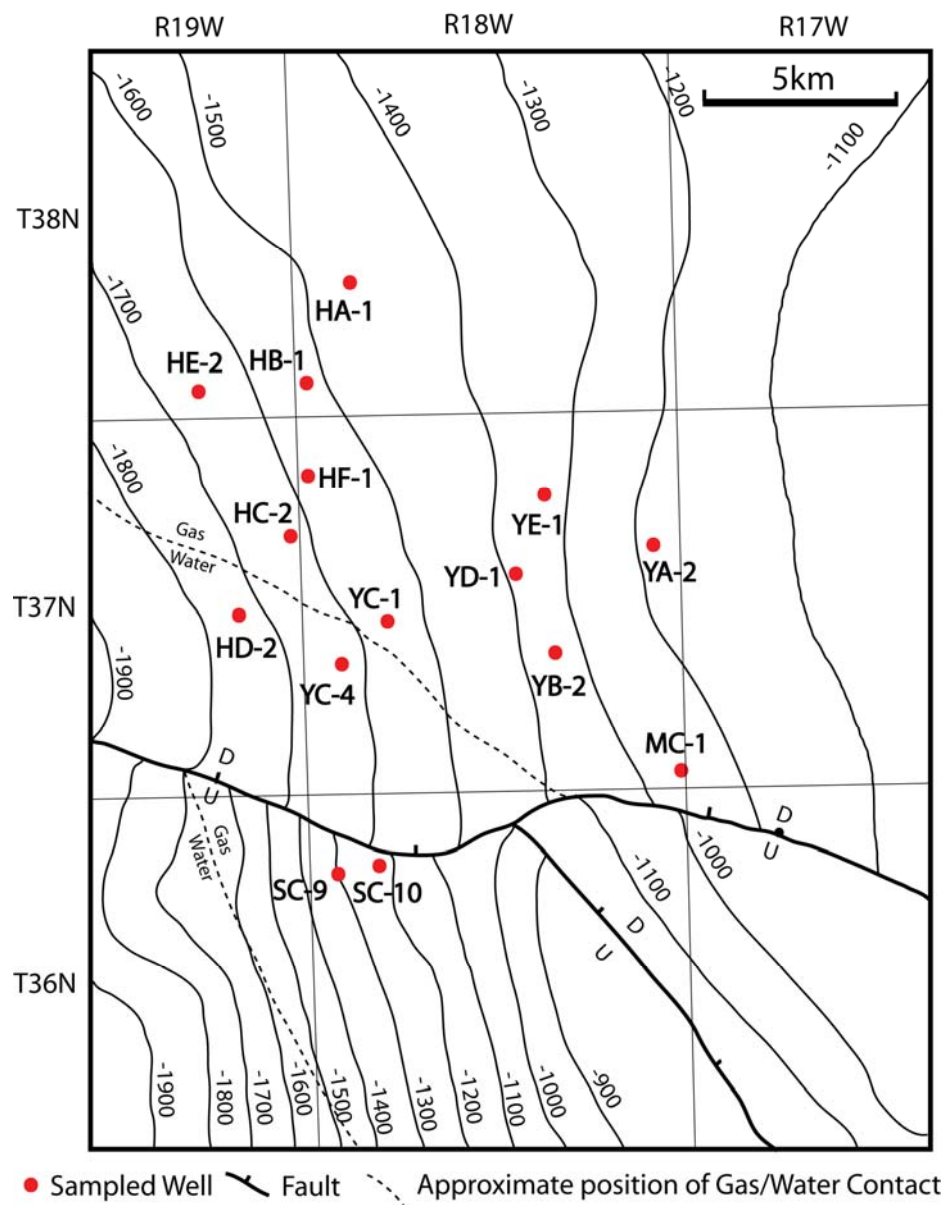 R19W R18W R17W
5km
-1600
-1500
-1400
-1300
-1200
-1100
T38N
-1700
HA-1
HE-2
HB-1
-1800
HF-1
HC-2
Gas
Water
YE-1
YD-1
YA-2
T37N
YC-1
HD-2
-1900
YC-4
YB-2
MC-1
D
U
D
U
Gas
Water
SC-9
SC-10
-1100
-1000
D
U
T36N
-1900
-1800
-1700
-1600
-1500
-1400
-1300
-1200
-1100
-1000
-900
Sampled Well Fault Approximate position of Gas/Water Contact